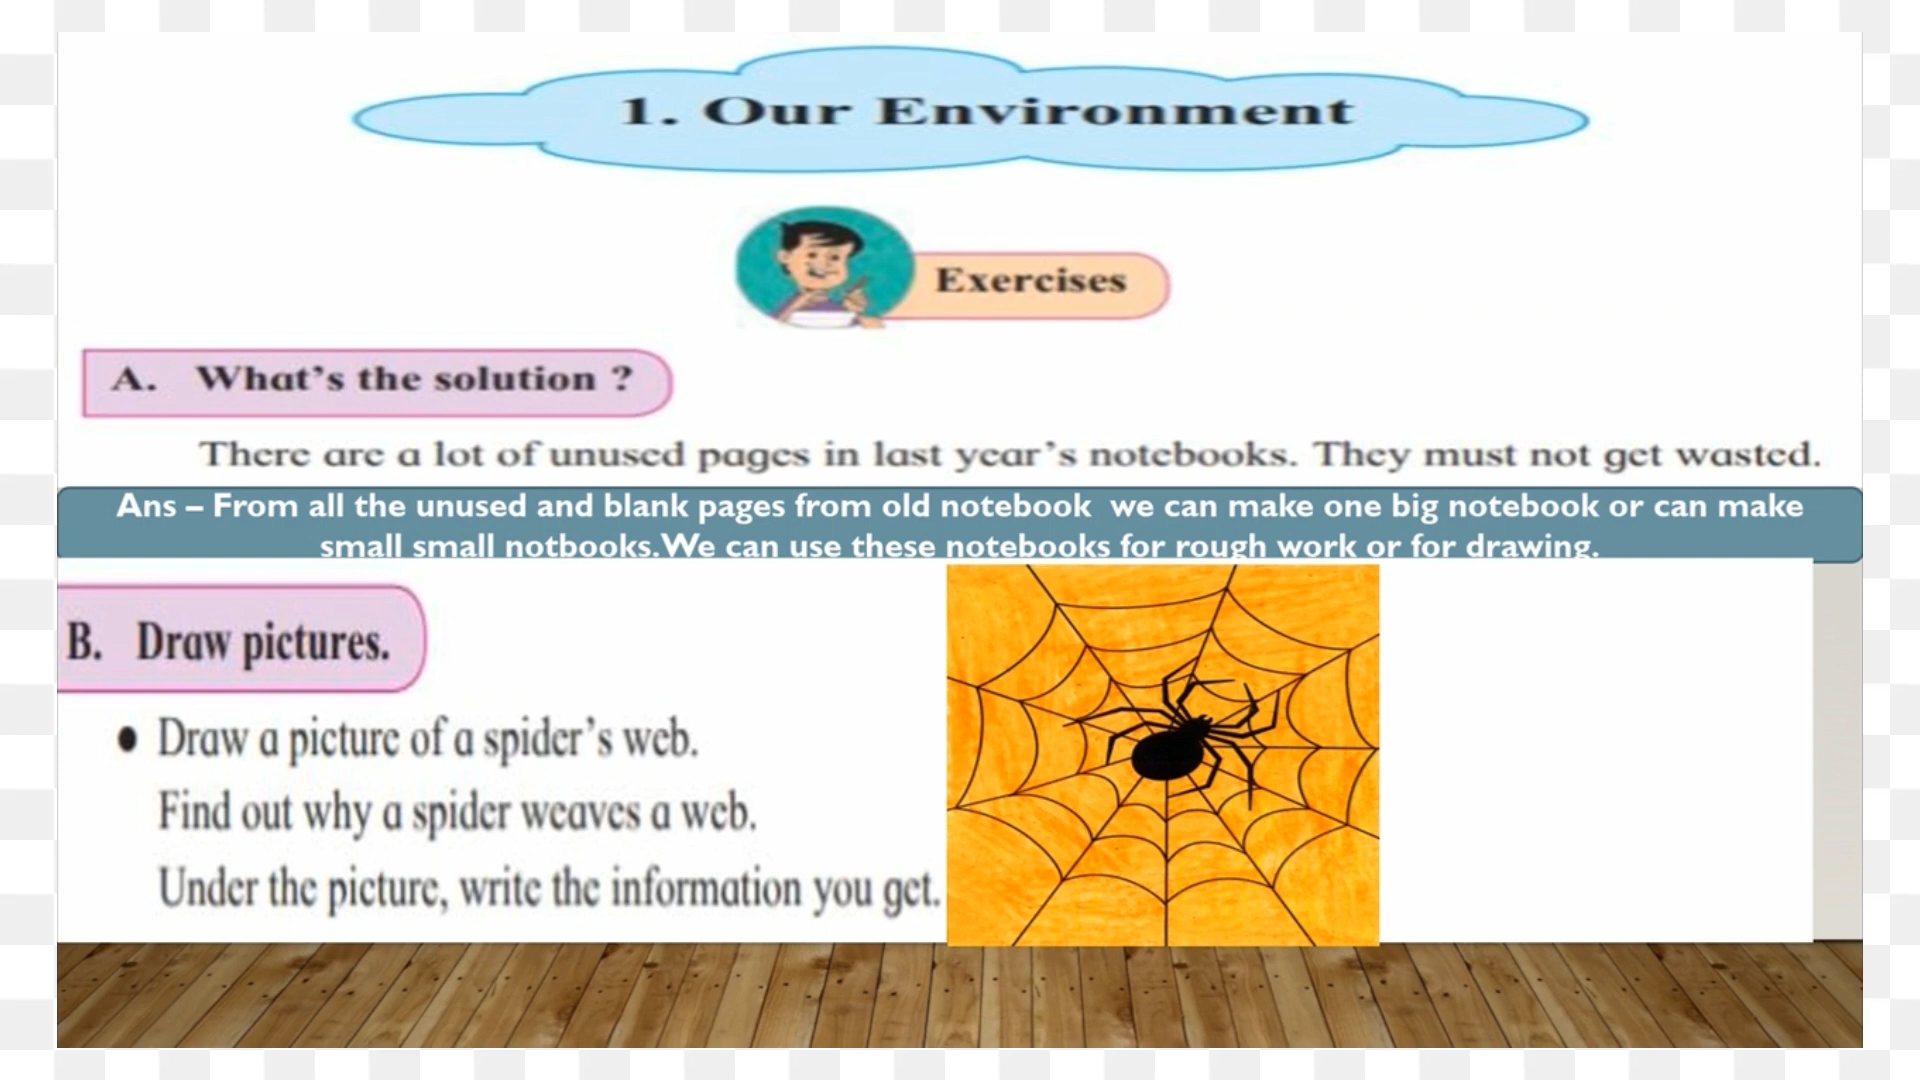 1. Our Environment
Exercises
A. What's the solution ?
There are a lot of unused pages in last year's notebooks. They must not get wasted.
Ans – From all the unused and blank pages from old notebook we can make one big notebook or can make
small small notbooks.We can use these notebooks for rough work or for drawing.
B. Draw pictures.
● Draw a picture of a spider's web.
Find out why a spider weaves a web.
Under the picture, write the information you get.